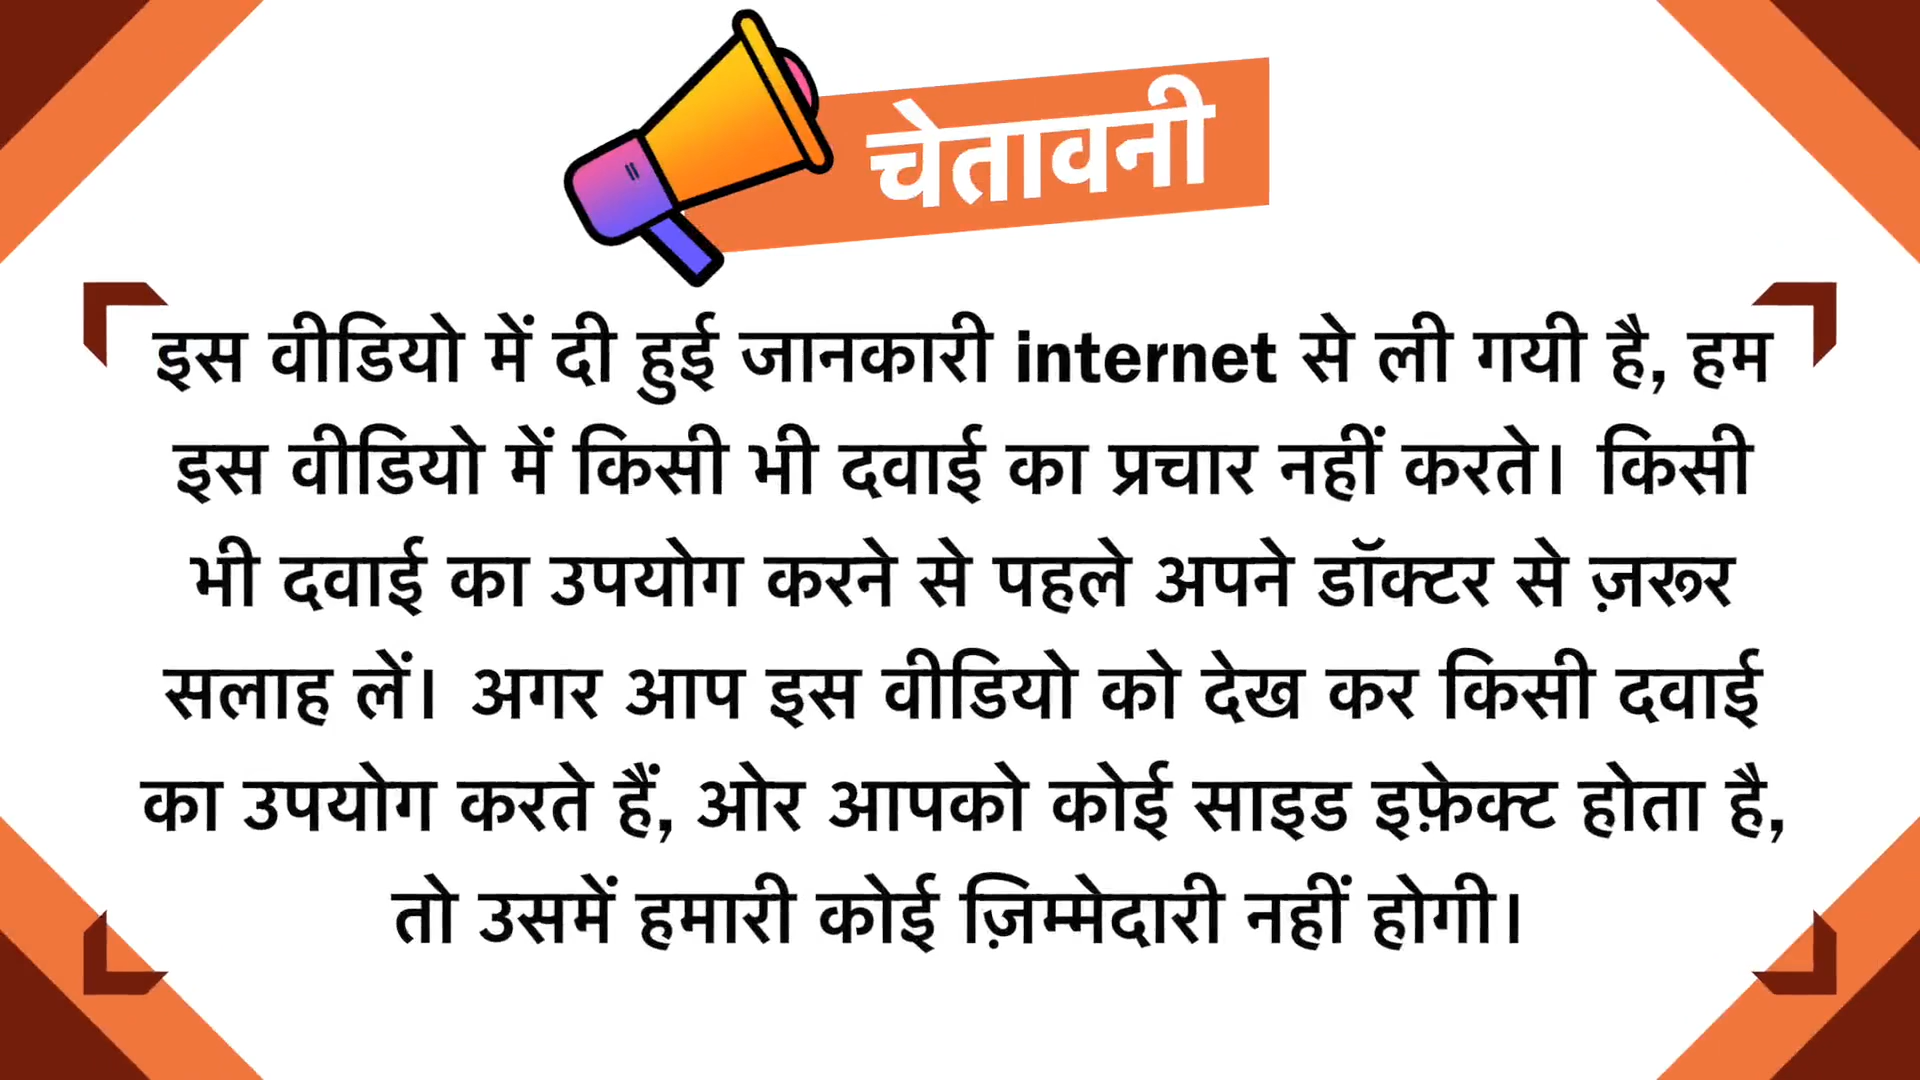 चेतावनी
इस वीडियो में दी हुई जानकारी internet से ली गयी है, हम
इस वीडियो में किसी भी दवाई का प्रचार नहीं करते। किसी
भी दवाई का उपयोग करने से पहले अपने डॉक्टर से ज़रूर
सलाह लें। अगर आप इस वीडियो को देख कर किसी दवाई
का उपयोग करते हैं, ओर आपको कोई साइड इफ़ेक्ट होता है,
तो उसमें हमारी कोई ज़िम्मेदारी नहीं होगी।